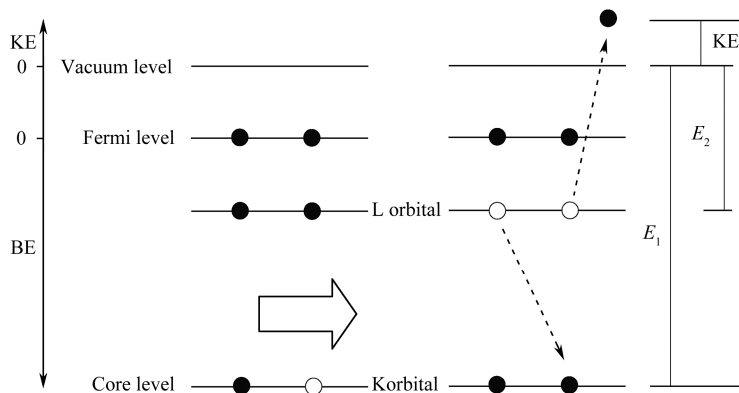 KE
0
Vacuum level
0
Fermi level
BE
Core level
L orbital
Korbital
KE
E2
E1